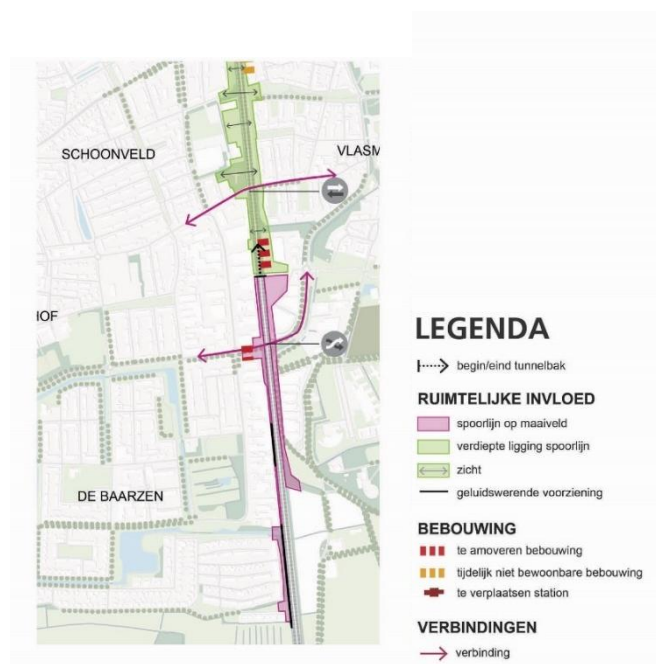 SCHOONVELD
VLASM
HOF
DE BAARZEN
LEGENDA
begin/eind tunnelbak
RUIMTELIJKE INVLOED
spoorlijn op maaiveld
verdiepte ligging spoorlijn
zicht
geluidswerende voorziening
BEBOUWING
te amoveren bebouwing
tijdelijk niet bewoonbare bebouwing
te verplaatsen station
VERBINDINGEN
verbinding